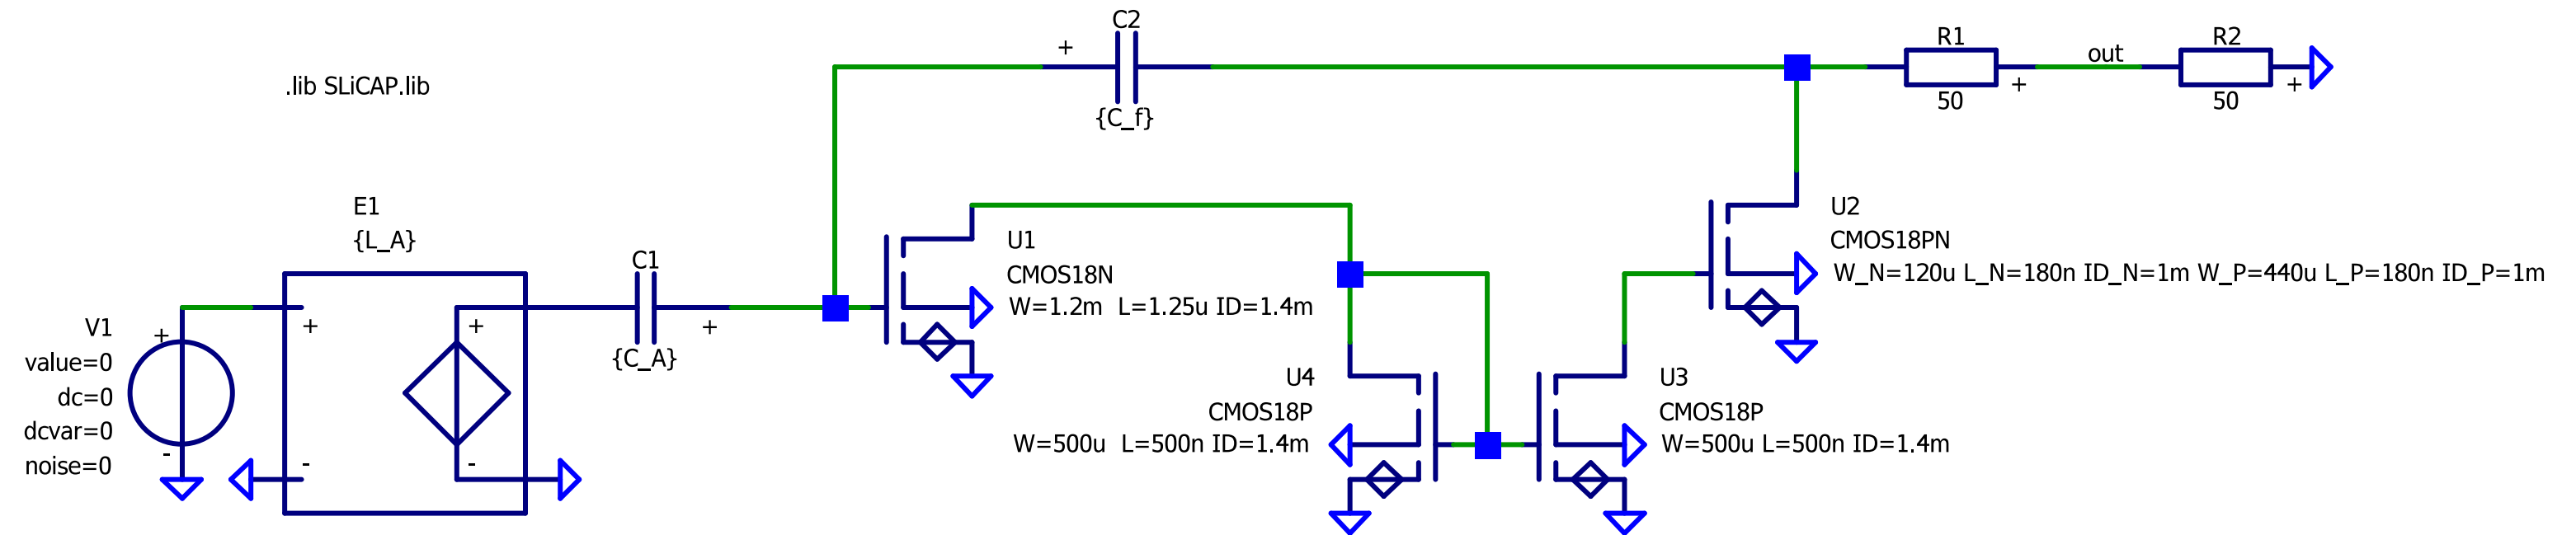 C2
+
{C_f}
R1
+
50
out
R2
+
50
.lib SLiCAP.lib
E1
{L_A}
+
-
+
-
V1
value=0
dc=0
dcvar=0
noise=0
+
-
C1
+
{C_A}
U1
CMOS18N
W=1.2m L=1.25u ID=1.4m
U2
CMOS18PN
W_N=120u L_N=180n ID_N=1m W_P=440u L_P=180n ID_P=1m
U4
CMOS18P
W=500u L=500n ID=1.4m
U3
CMOS18P
W=500u L=500n ID=1.4m